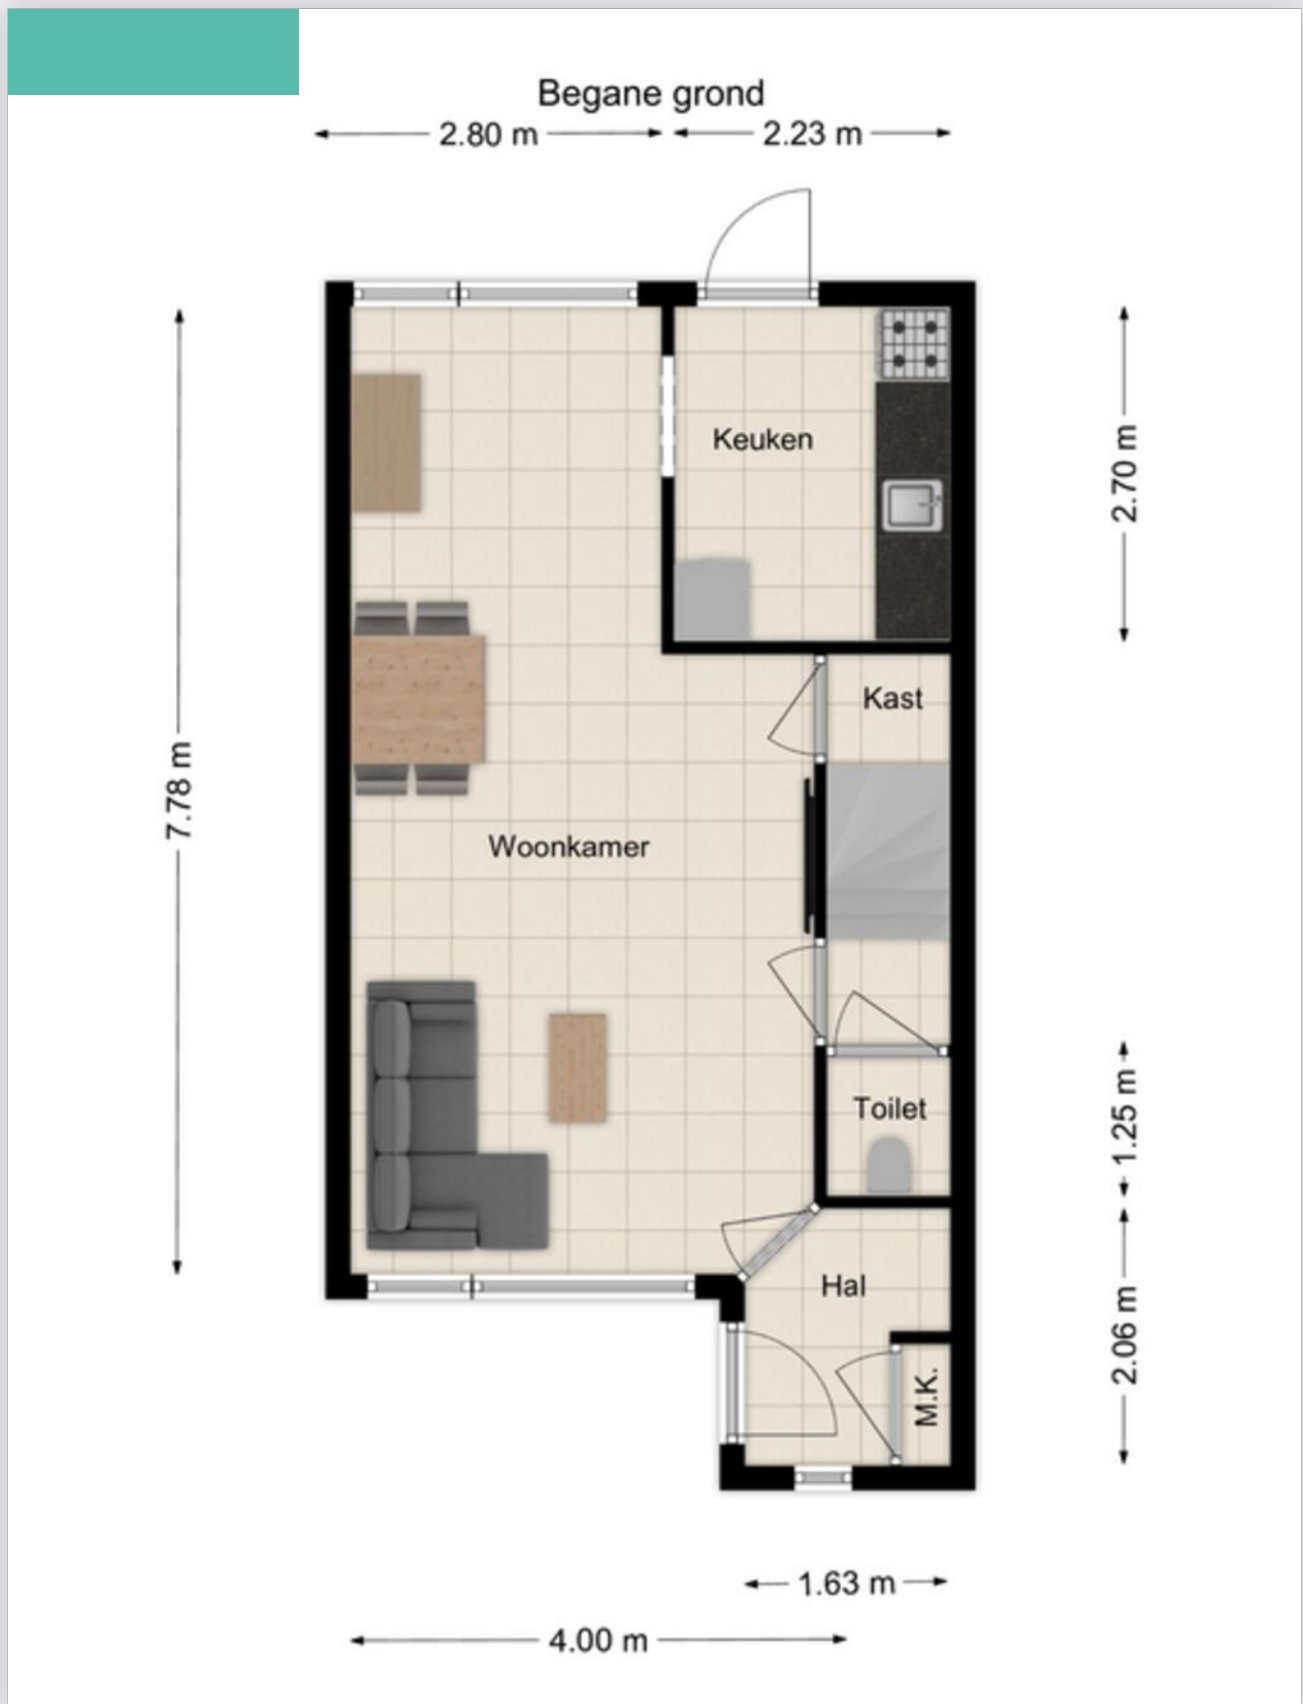 Begane grond
2.80 m
2.23 m
Keuken
2.70 m
Kast
7.78 m
Woonkamer
Toilet
1.25 m
Hal
2.06 m
M.K.
1.63 m
4.00 m